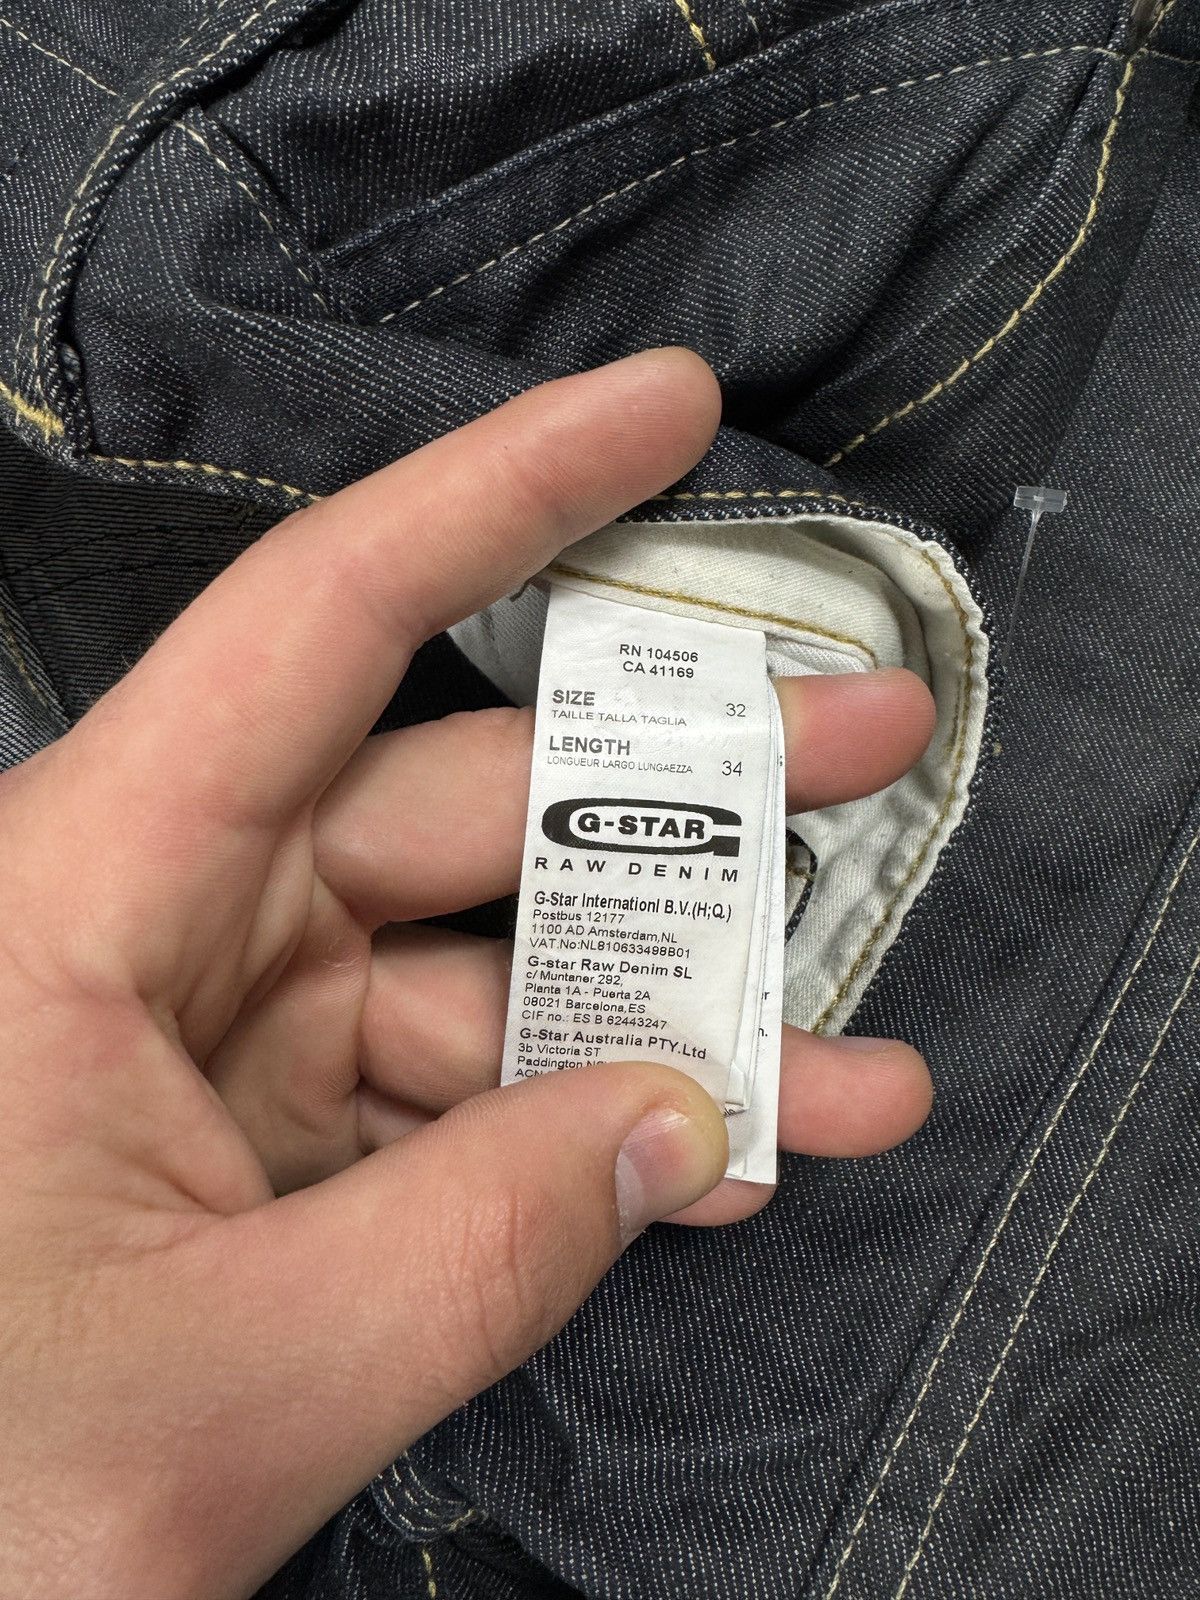 RN 104506
CA 41169
SIZE 32
TAILLE TALLA TAGLIA
LENGTH 34
LONGUEUR LARGO LUNGAEZZA
G-STAR
RAW DENIM
G-Star Internationl B.V.(H;Q.)
Postbus 12177
1100 AD Amsterdam,NL
VAT.No:NL810633498B01
G-star Raw Denim SL
c/ Muntaner 292,
Planta 1A - Puerta 2A
08021 Barcelona,ES
CIF no.: ES B 62443247
G-Star Australia PTY.Ltd
3b Victoria ST
Paddington
ACN